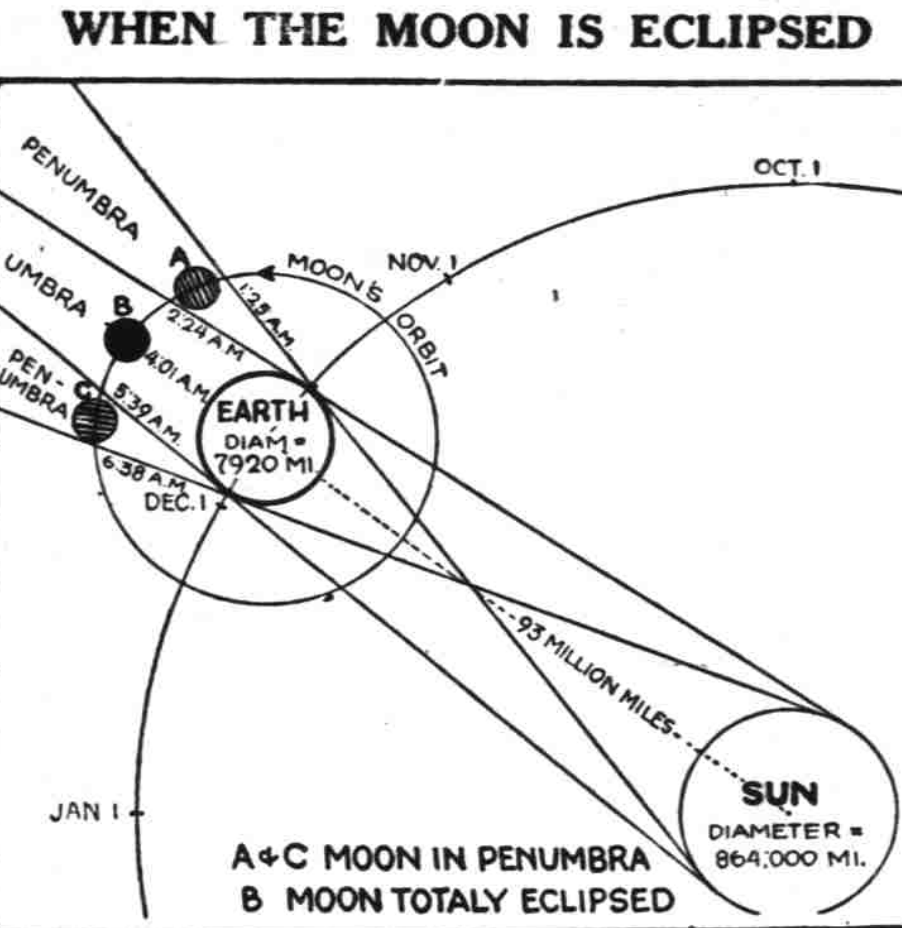 WHEN THE MOON IS ECLIPSED
OCT. 1
PENUMBRA
A
MOON'S
ORBIT
NOV. 1
UMBRA
B
1:25 A.M.
2:24 A.M
4:01 A.M
PEN-
UMBRA
C
5:39 A.M.
6:38 A.M
EARTH
DIAM =
7920 MI.
DEC. 1
93 MILLION MILES
JAN 1
SUN
DIAMETER =
864,000 MI.
A & C MOON IN PENUMBRA
B MOON TOTALY ECLIPSED